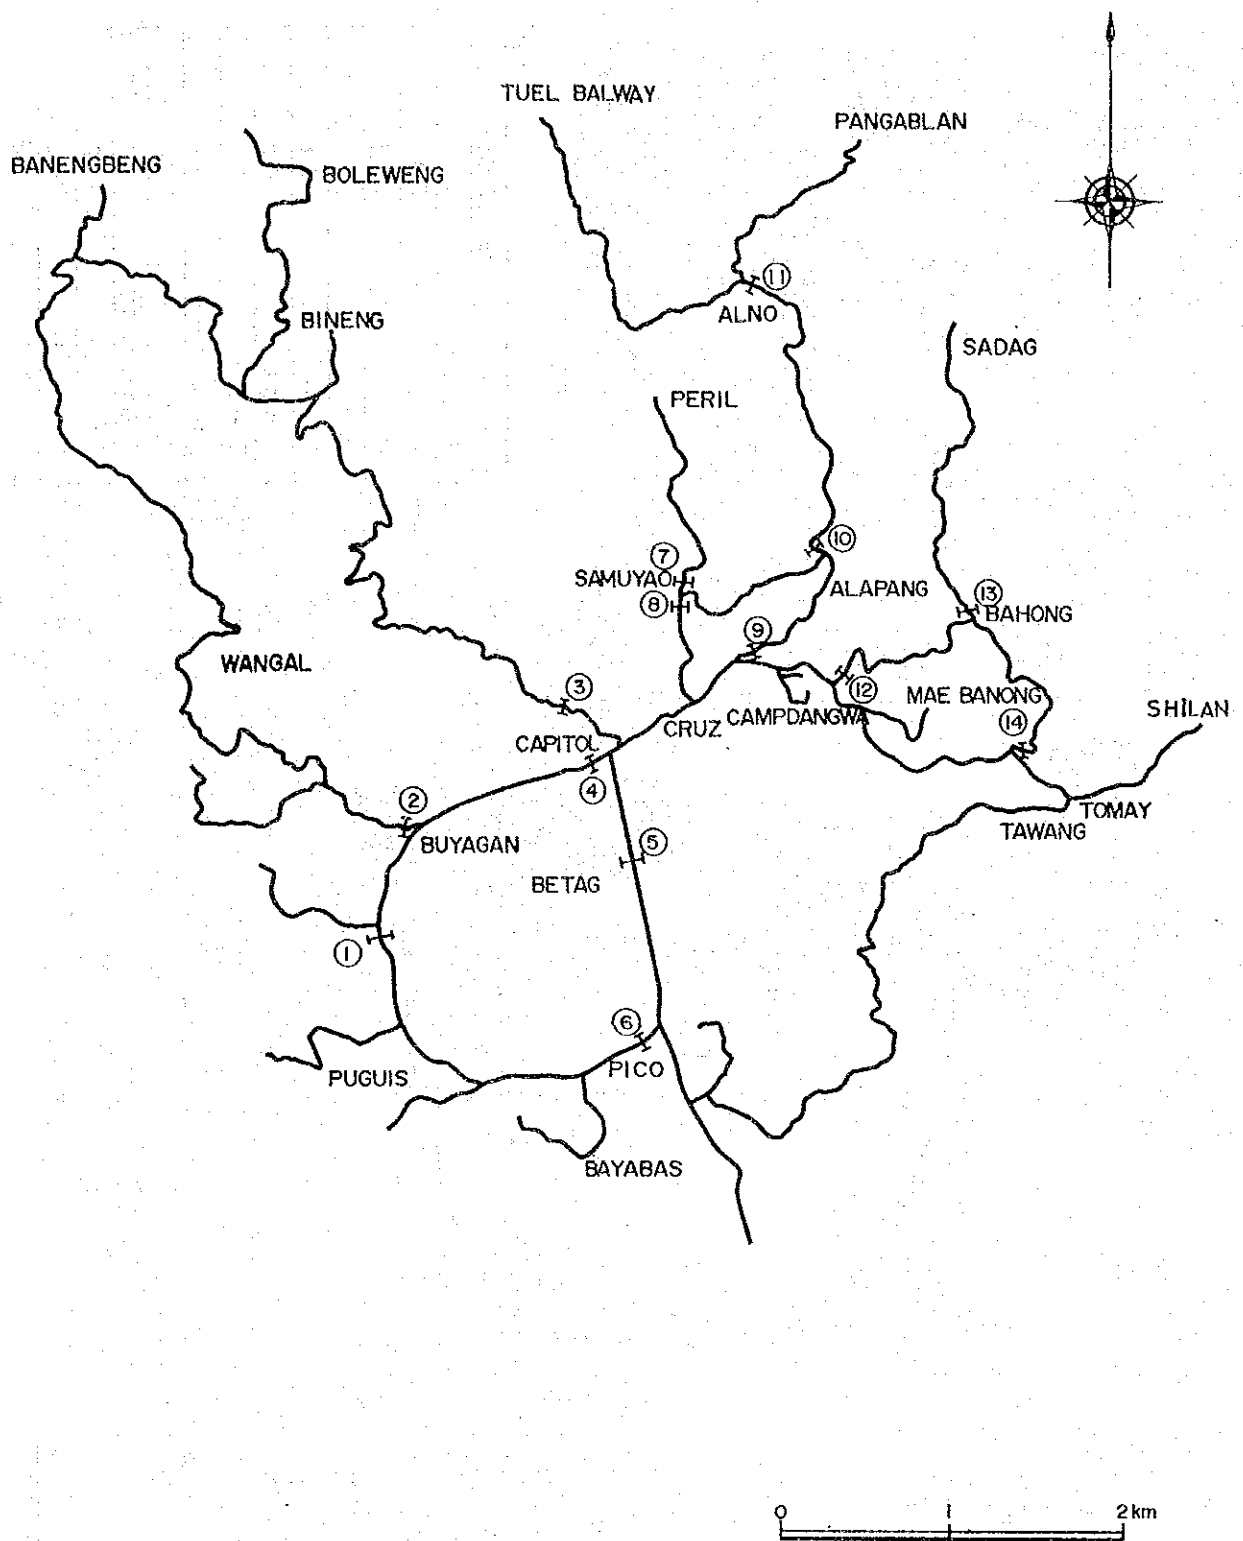 TUEL BALWAY
PANGABLAN
BANENGBENG
BOLEWENG
⑪
ALNO
BINENG
SADAG
PERIL
⑩
⑦
SAMUYAO
ALAPANG
⑧
⑬
BAHONG
⑨
WANGAL
③
⑫
MAE BANONG
SHILAN
CAMPDANGWA
CRUZ
CAPITOL
⑭
④
②
TOMAY
TAWANG
BUYAGAN
⑤
BETAG
①
⑥
PICO
PUGUIS
BAYABAS
0 1 2 km